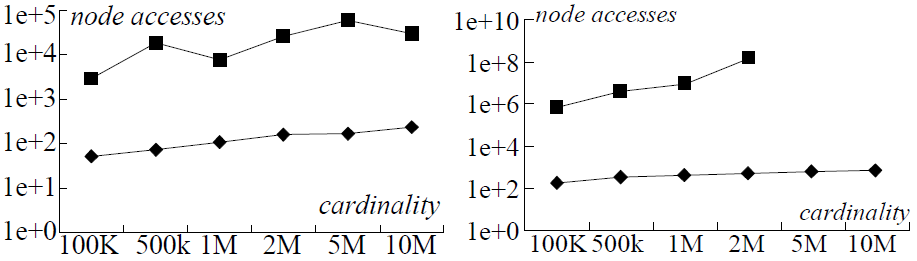 node accesses
1e+5
1e+4
1e+3
1e+2
1e+1
1e+0
cardinality
100K 500k 1M 2M 5M 10M
node accesses
1e+10
1e+8
1e+6
1e+4
1e+2
1e+0
cardinality
100K 500k 1M 2M 5M 10M